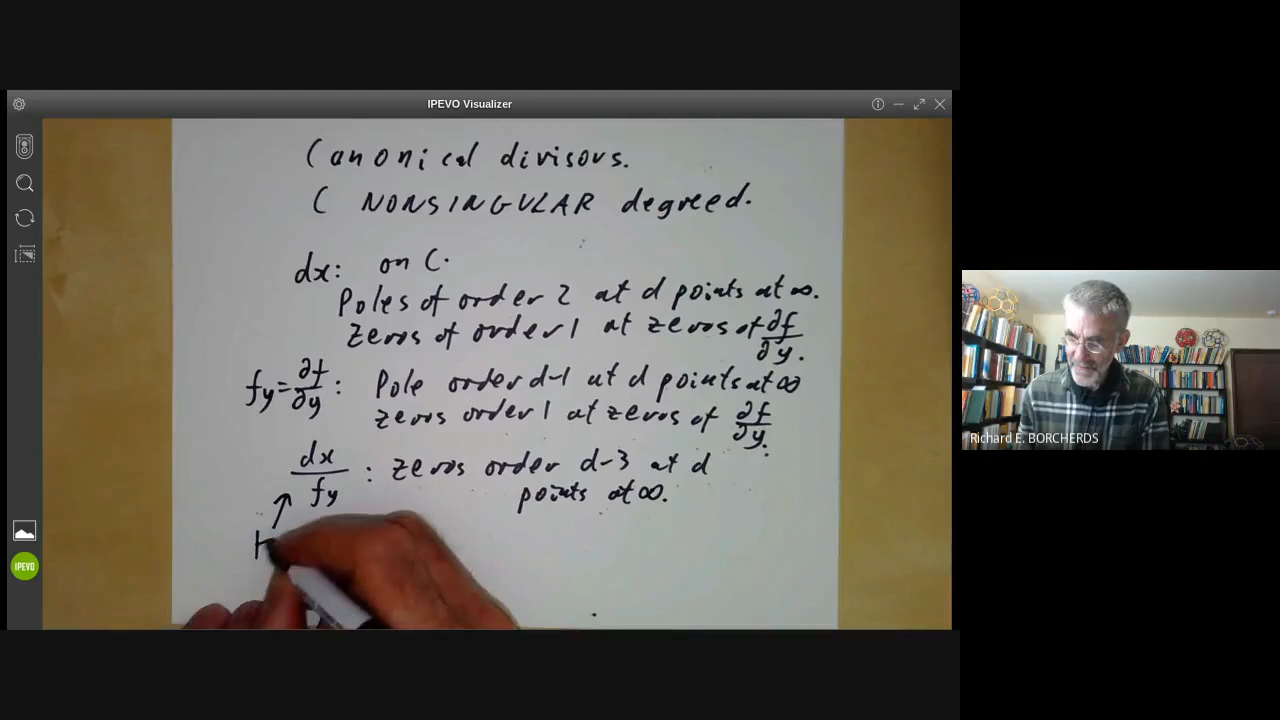 IPEVO Visualizer
Canonical divisors.
C NONSINGULAR degree d.
dx: on C.
Poles of order 2 at d points at ∞.
zeros of order 1 at zeros of ∂f/∂y.
fy = ∂f/∂y: Pole order d-1 at d points at ∞
zeros order 1 at zeros of ∂f/∂y.
dx/fy: zeros order d-3 at d
points at ∞.
IPEVO
Richard E. BORCHERDS